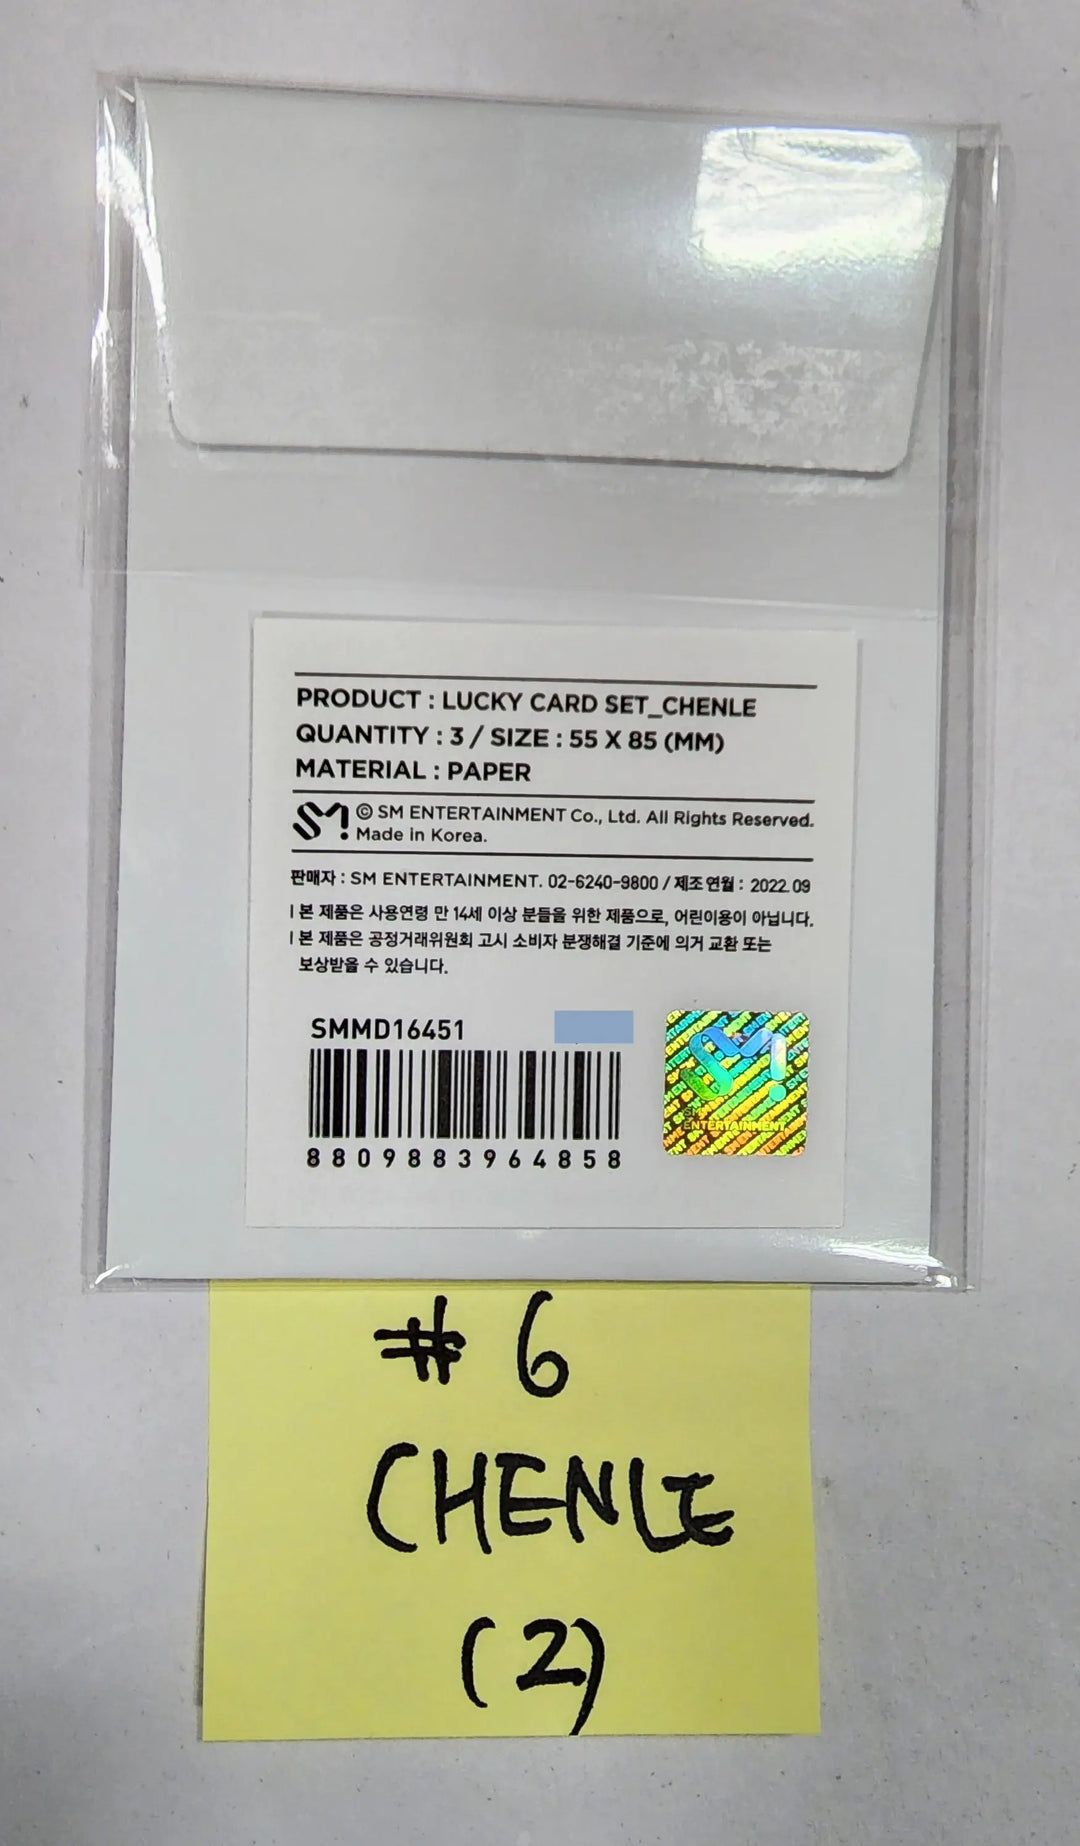 PRODUCT : LUCKY CARD SET_CHENLE
QUANTITY : 3 / SIZE : 55 X 85 (MM)
MATERIAL : PAPER
SM! © SM ENTERTAINMENT Co., Ltd. All Rights Reserved.
Made in Korea.
판매자 : SM ENTERTAINMENT. 02-6240-9800 / 제조연월 : 2022.09
l 본 제품은 사용연령 만 14세 이상 분들을 위한 제품으로, 어린이용이 아닙니다.
l 본 제품은 공정거래위원회 고시 소비자 분쟁해결 기준에 의거 교환 또는
보상받을 수 있습니다.
SMMD16451
8809883964858
SM
ENTERTAINMENT
# 6
CHENLE
(2)